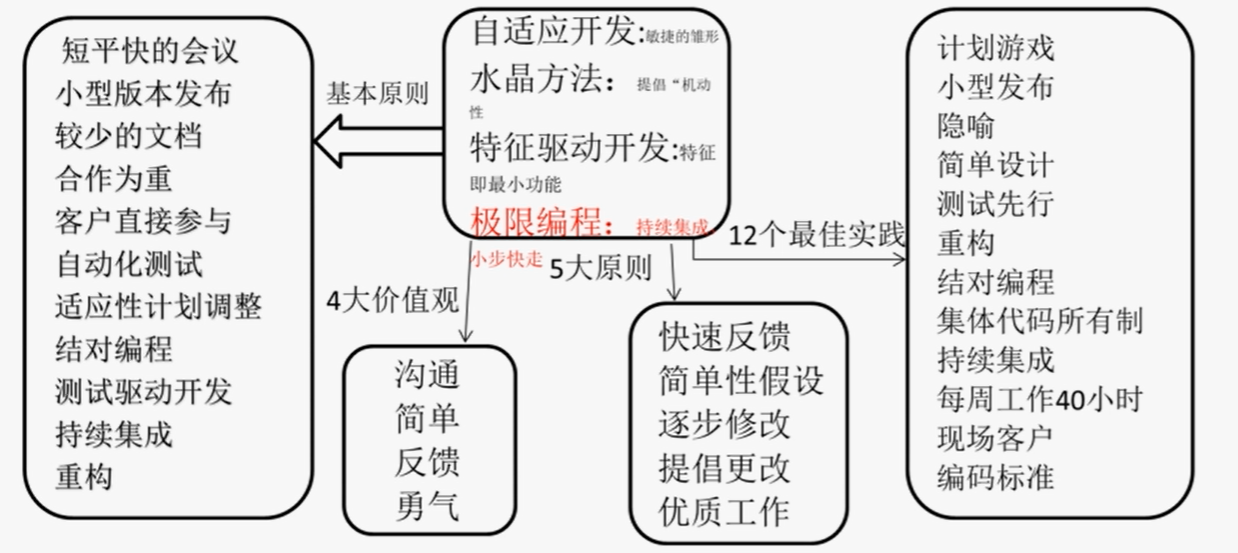 短平快的会议
小型版本发布
较少的文档
合作为重
客户直接参与
自动化测试
适应性计划调整
结对编程
测试驱动开发
持续集成
重构
基本原则
自适应开发:敏捷的雏形
水晶方法：提倡“机动
性
特征驱动开发:特征
即最小功能
极限编程：持续集成
小步快走
4大价值观
沟通
简单
反馈
勇气
5大原则
快速反馈
简单性假设
逐步修改
提倡更改
优质工作
12个最佳实践
计划游戏
小型发布
隐喻
简单设计
测试先行
重构
结对编程
集体代码所有制
持续集成
每周工作40小时
现场客户
编码标准